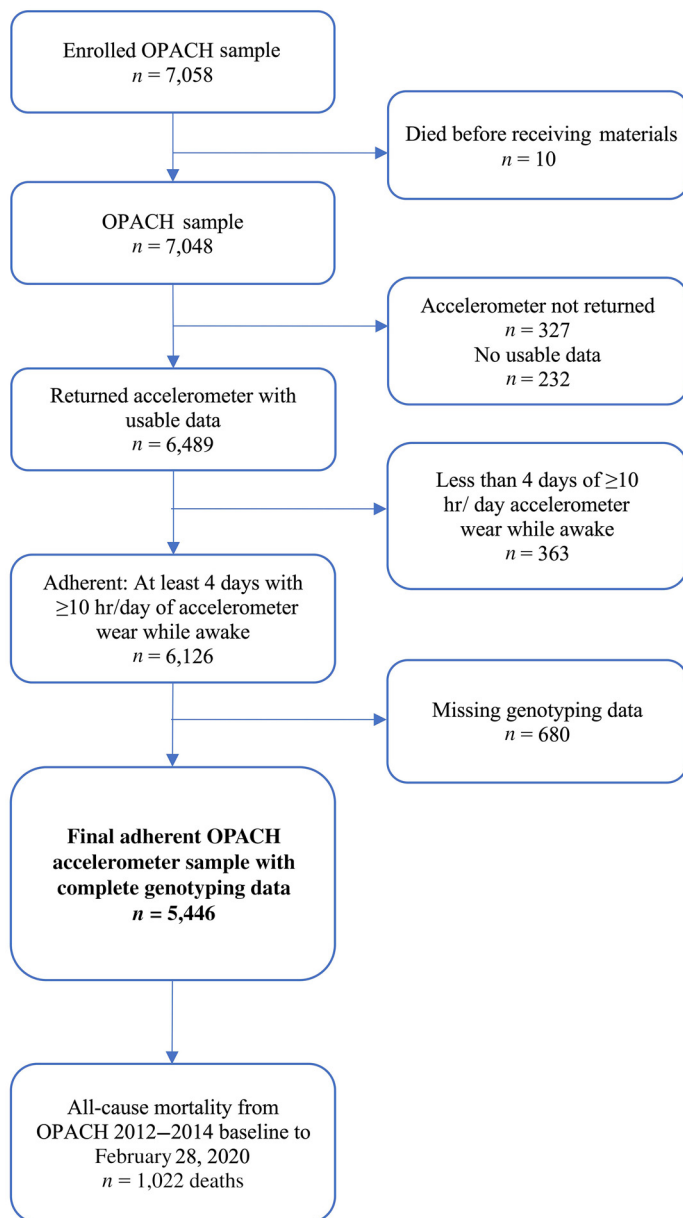 Enrolled OPACH sample
n = 7,058
Died before receiving materials
n = 10
OPACH sample
n = 7,048
Accelerometer not returned
n = 327
No usable data
n = 232
Returned accelerometer with
usable data
n = 6,489
Less than 4 days of ≥10
hr/ day accelerometer
wear while awake
n = 363
Adherent: At least 4 days with
≥10 hr/day of accelerometer
wear while awake
n = 6,126
Missing genotyping data
n = 680
Final adherent OPACH
accelerometer sample with
complete genotyping data
n = 5,446
All-cause mortality from
OPACH 2012–2014 baseline to
February 28, 2020
n = 1,022 deaths